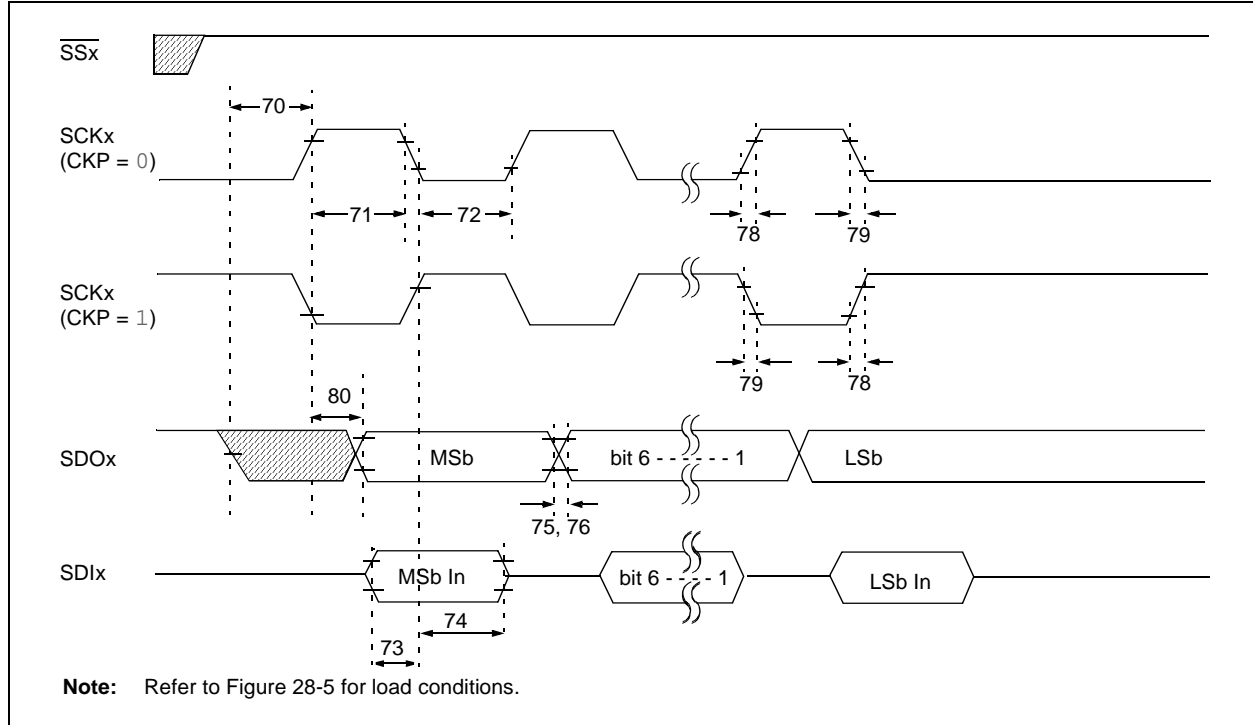 SSx
70
SCKx
(CKP = 0)
71
72
78
79
SCKx
(CKP = 1)
79
78
80
SDOx
MSb
bit 6 - - - - - - 1
LSb
75, 76
SDIx
MSb In
bit 6 - - - - 1
LSb In
74
73
Note: Refer to Figure 28-5 for load conditions.